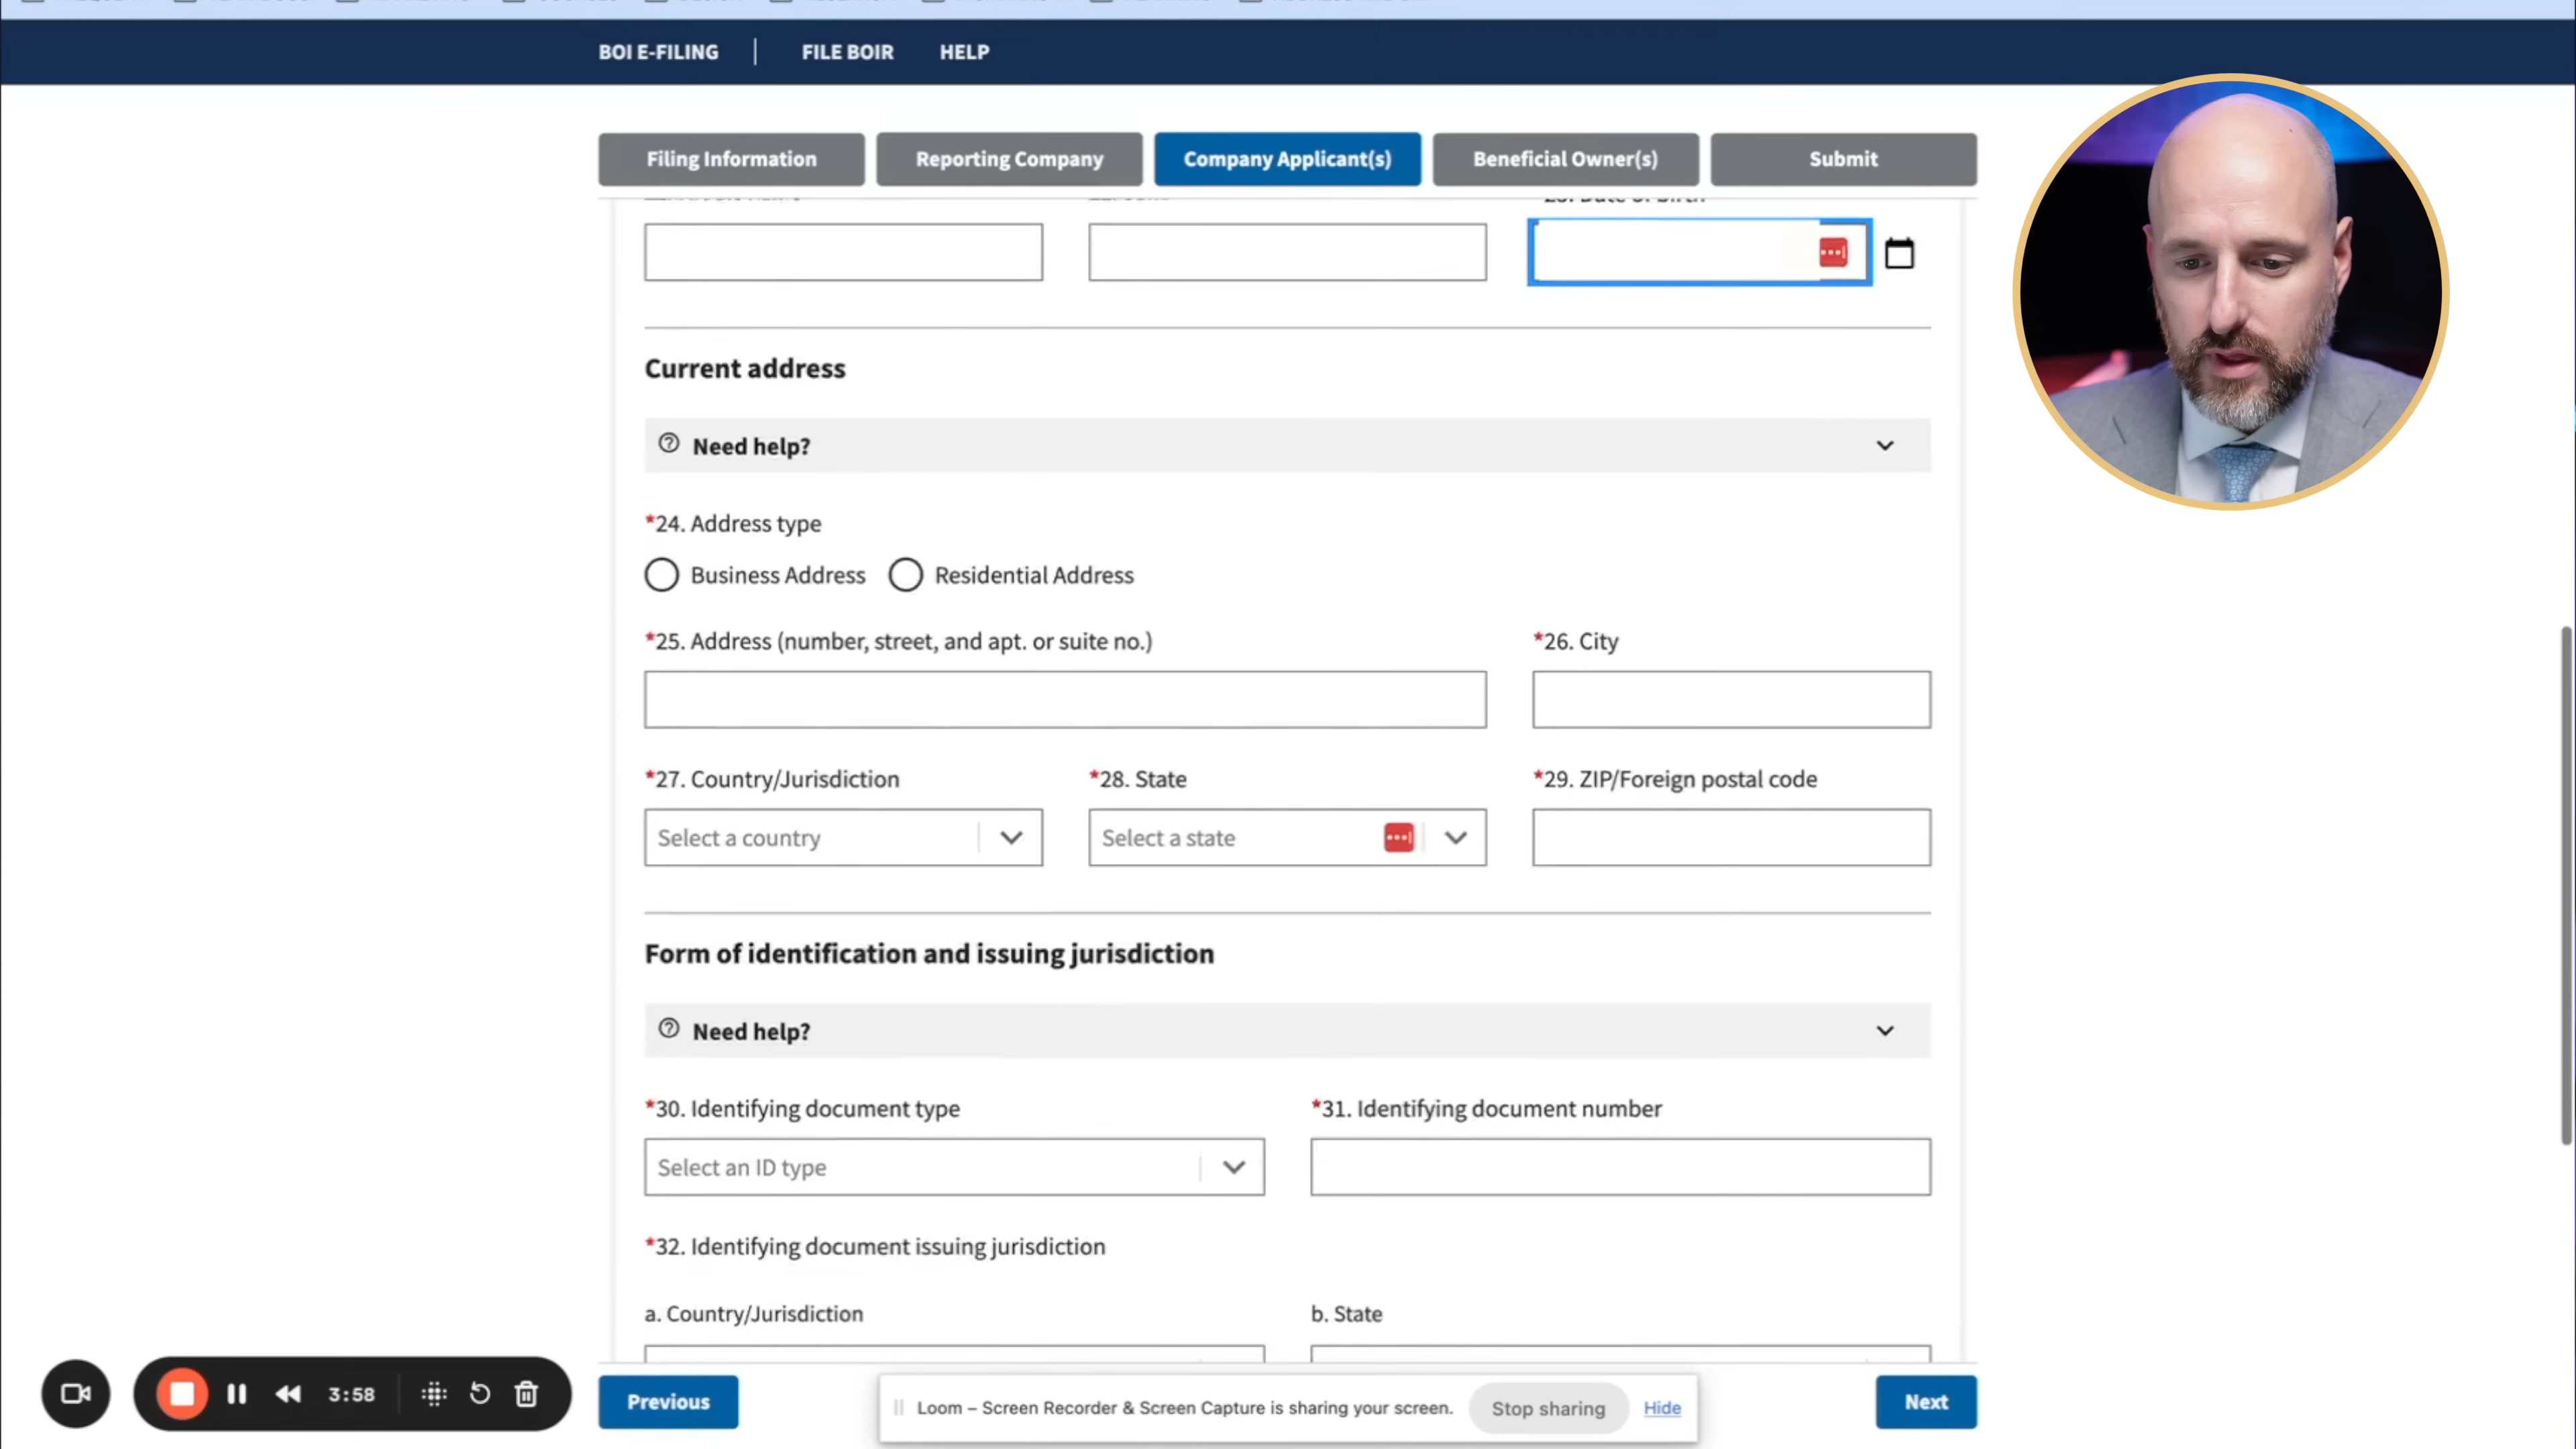 BOI E-FILING | FILE BOIR HELP
Filing Information Reporting Company Company Applicant(s) Beneficial Owner(s) Submit
Current address
Need help?
*24. Address type
Business Address Residential Address
*25. Address (number, street, and apt. or suite no.) *26. City
*27. Country/Jurisdiction *28. State *29. ZIP/Foreign postal code
Select a country Select a state
Form of identification and issuing jurisdiction
Need help?
*30. Identifying document type *31. Identifying document number
Select an ID type
*32. Identifying document issuing jurisdiction
a. Country/Jurisdiction b. State
3:58 Previous Loom – Screen Recorder & Screen Capture is sharing your screen. Stop sharing Hide Next